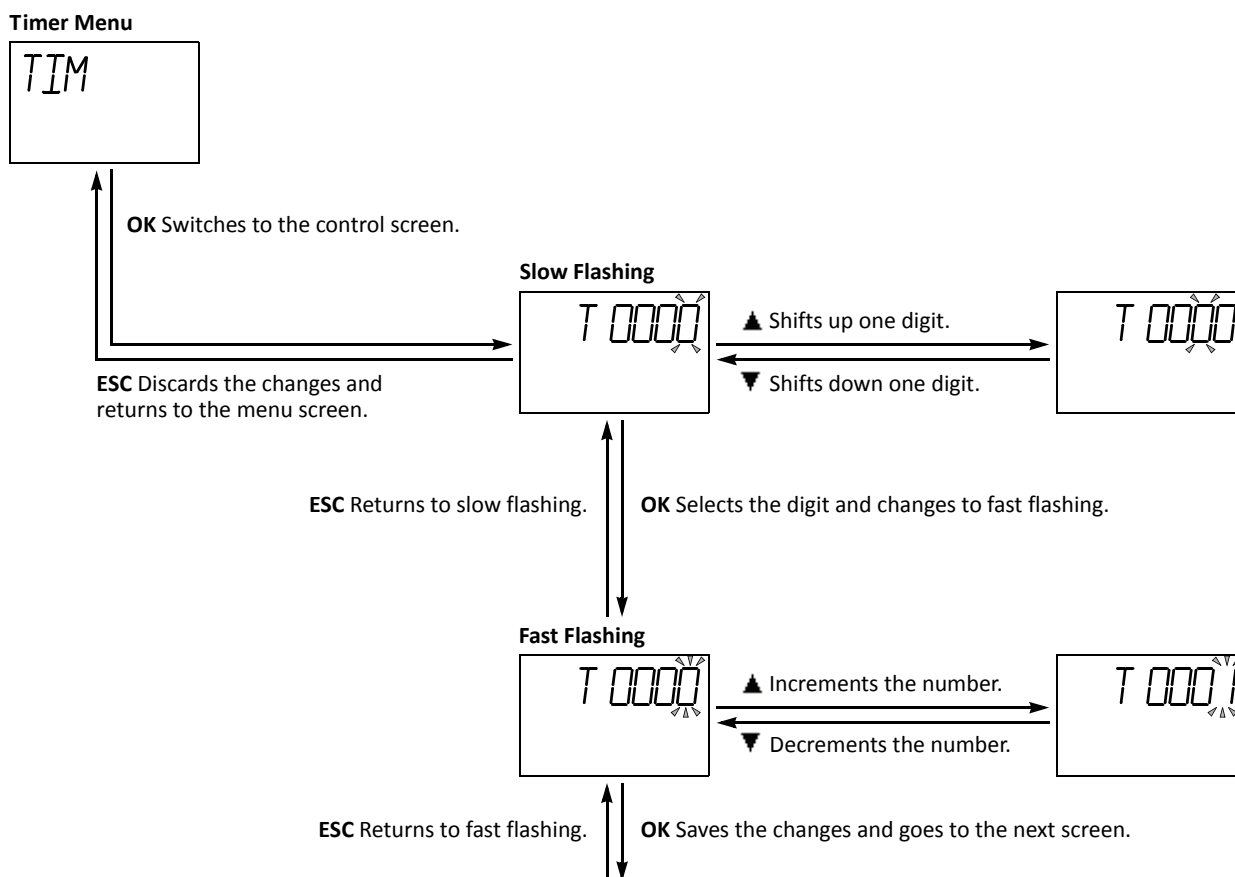 Timer Menu
TIM
OK Switches to the control screen.
Slow Flashing
T 0000
▲ Shifts up one digit.
T 0000
▼ Shifts down one digit.
ESC Discards the changes and
returns to the menu screen.
ESC Returns to slow flashing.
OK Selects the digit and changes to fast flashing.
Fast Flashing
T 0000
▲ Increments the number.
T 0001
▼ Decrements the number.
ESC Returns to fast flashing.
OK Saves the changes and goes to the next screen.